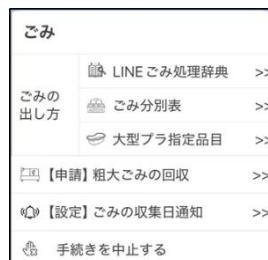 ごみ
ごみの
出し方
LINEごみ処理辞典 >>
ごみ分別表 >>
大型プラ指定品目 >>
【申請】粗大ごみの回収 >>
【設定】ごみの収集日通知 >>
手続きを中止する